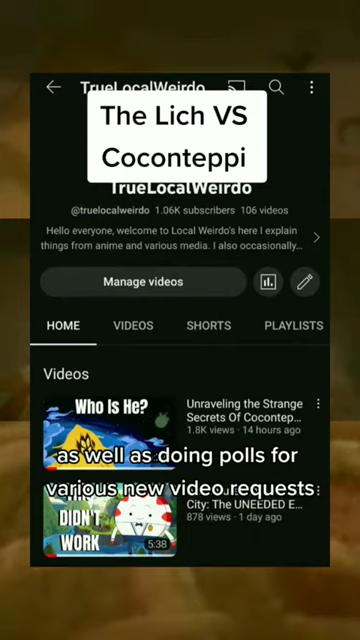 TrueLocalWeirdo
The Lich VS
Coconteppi
TrueLocalWeirdo
@truelocalweirdo 1.06K subscribers 106 videos
Hello everyone, welcome to Local Weirdo's here I explain
things from anime and various media. I also occasionally...
Manage videos
HOME VIDEOS SHORTS PLAYLISTS
Videos
Who Is He?
Unraveling the Strange
Secrets Of Cocontep...
1.8K views · 14 hours ago
as well as doing polls for
various new video requests
DIDN'T
WORK
5:38
City: The UNEEDED E...
878 views · 1 day ago